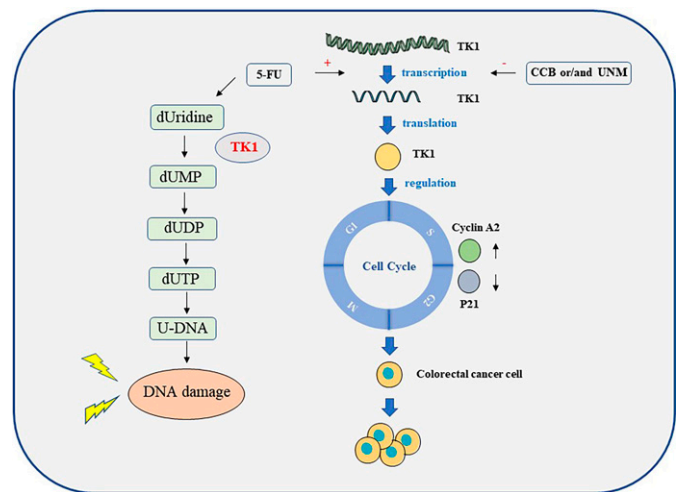 TK1
5-FU
+
transcription
-
CCB or/and UNM
TK1
dUridine
translation
TK1
TK1
dUMP
regulation
dUDP
G1
S
Cyclin A2
Cell Cycle
dUTP
M
G2
P21
U-DNA
DNA damage
Colorectal cancer cell